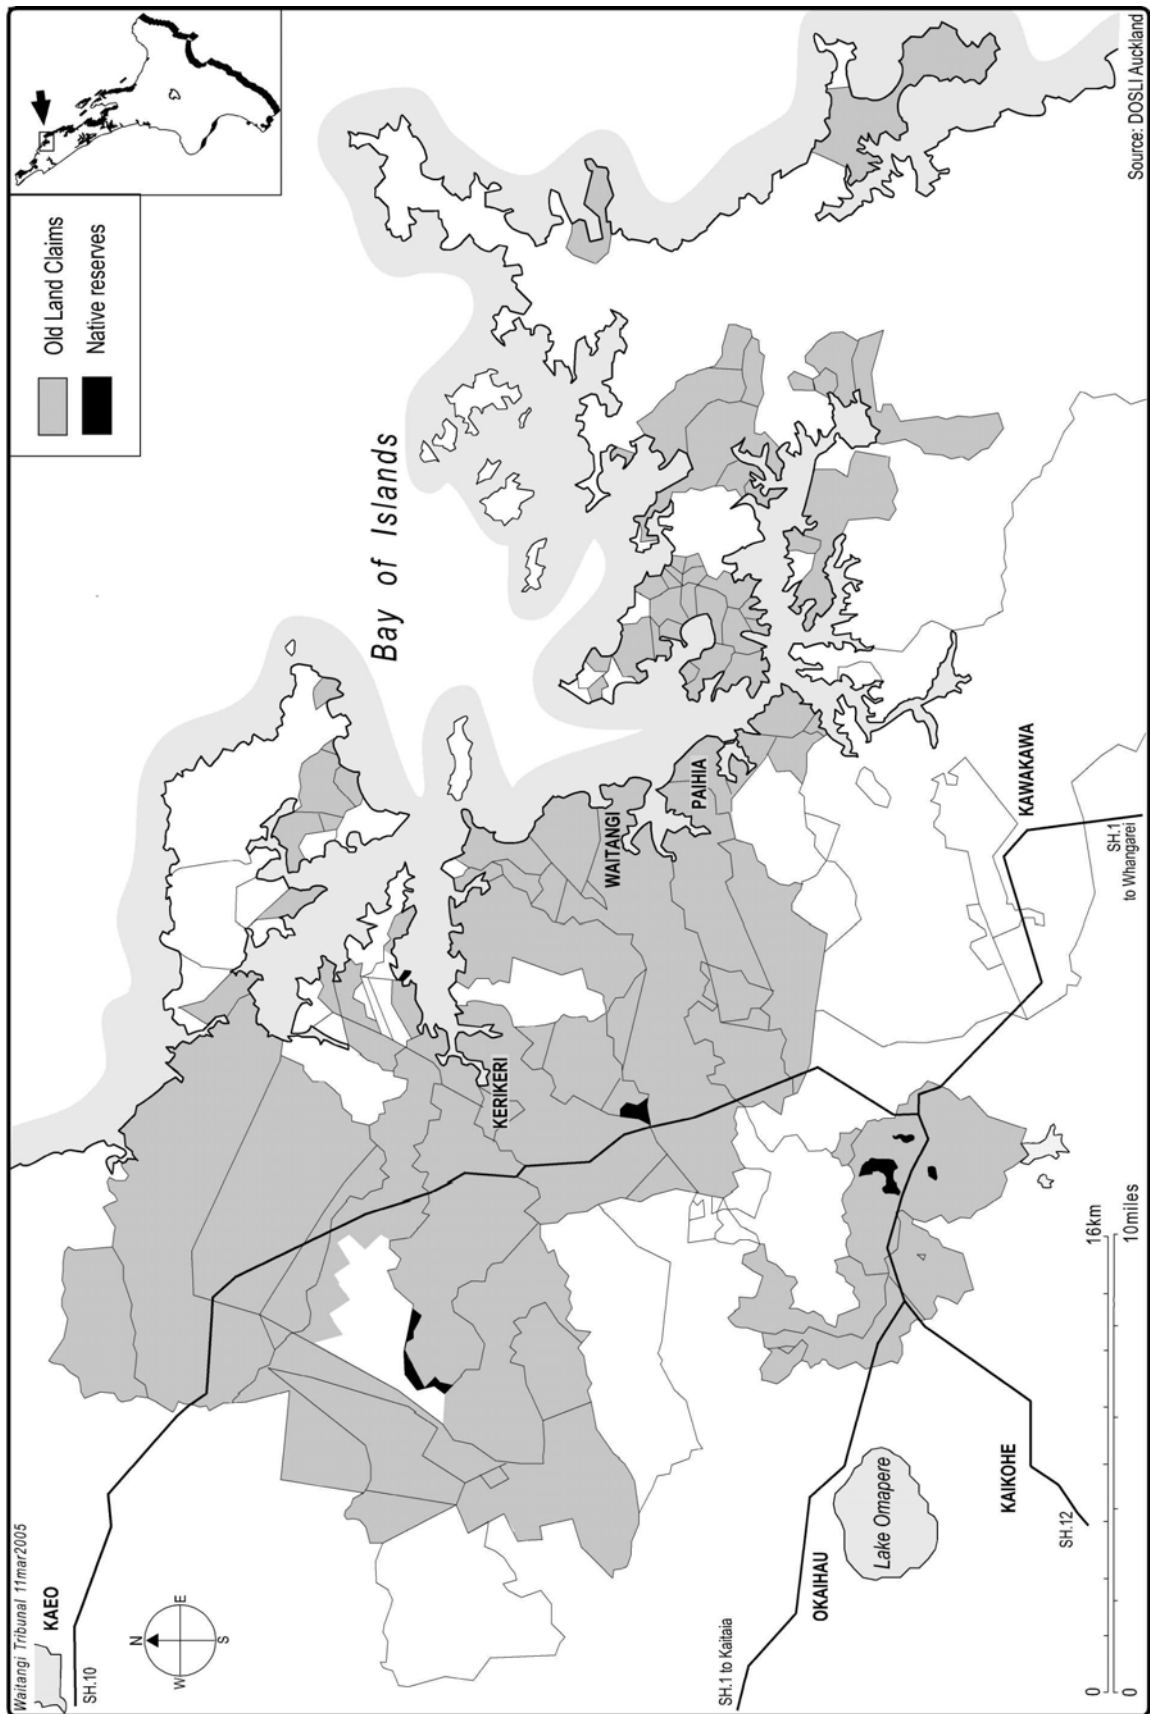 Waitangi Tribunal 11mar2005
KAEO
SH.10
N
W
E
S
Old Land Claims
Native reserves
Bay of Islands
KERIKERI
WAITANGI
PAIHIA
KAWAKAWA
SH.1
to Whangarei
SH.1 to Kaitaia
OKAIHAU
Lake Omapere
KAIKOHE
SH.12
0
16km
0
10miles
Source: DOSLI Auckland